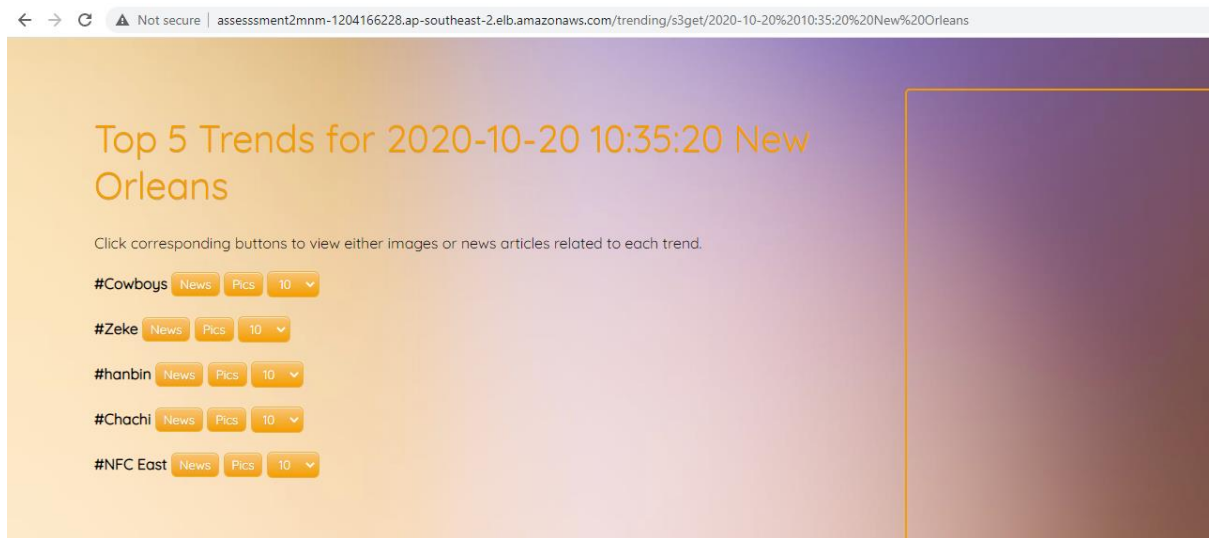 Not secure | assesssment2mnm-1204166228.ap-southeast-2.elb.amazonaws.com/trending/s3get/2020-10-20%2010:35:20%20New%20Orleans
Top 5 Trends for 2020-10-20 10:35:20 New
Orleans
Click corresponding buttons to view either images or news articles related to each trend.
#Cowboys News Pics 10
#Zeke News Pics 10
#hanbin News Pics 10
#Chachi News Pics 10
#NFC East News Pics 10